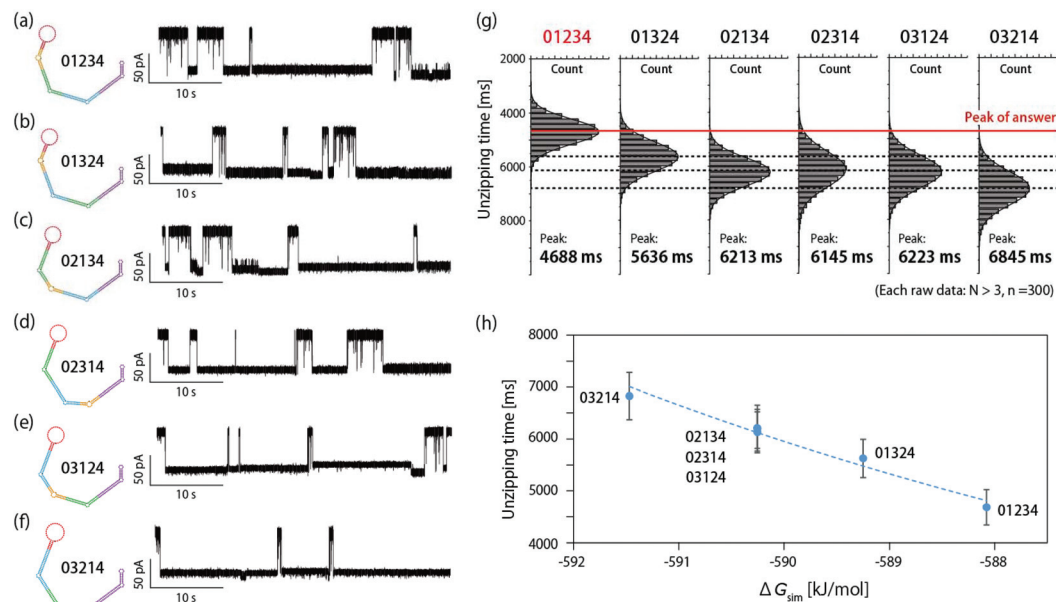 (a)
01234
50 pA
10 s
(b)
01324
50 pA
10 s
(c)
02134
50 pA
10 s
(d)
02314
50 pA
10 s
(e)
03124
50 pA
10 s
(f)
03214
50 pA
10 s
(g)
01234 01324 02134 02314 03124 03214
Count Count Count Count Count Count
Unzipping time [ms]
2000
4000
6000
8000
Peak of answer
Peak: Peak: Peak: Peak: Peak: Peak:
4688 ms 5636 ms 6213 ms 6145 ms 6223 ms 6845 ms
(Each raw data: N > 3, n =300)
(h)
Unzipping time [ms]
8000
7000
6000
5000
4000
03214
02134
02314
03124
01324
01234
-592 -591 -590 -589 -588
Δ Gsim [kJ/mol]